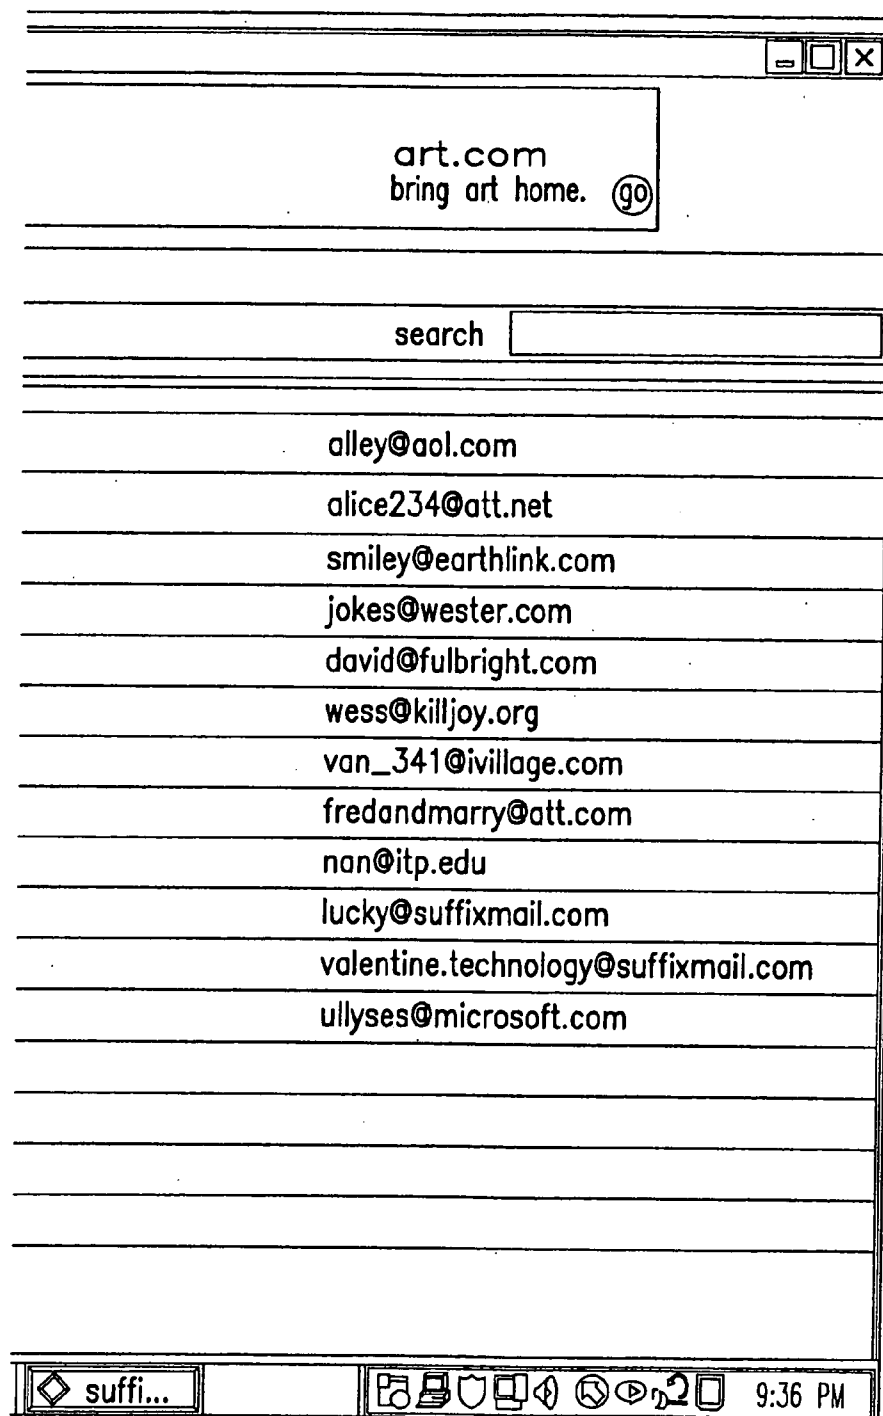 art.com
bring art home. go
search
alley@aol.com
alice234@att.net
smiley@earthlink.com
jokes@wester.com
david@fulbright.com
wess@killjoy.org
van_341@ivillage.com
fredandmarry@att.com
nan@itp.edu
lucky@suffixmail.com
valentine.technology@suffixmail.com
ullyses@microsoft.com
suffi... 9:36 PM